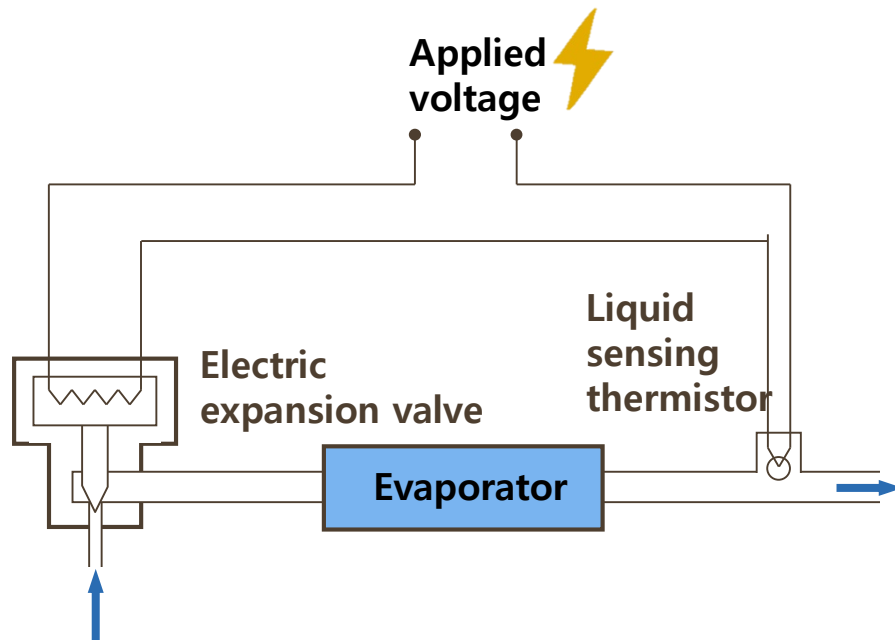 Applied
voltage
Liquid
sensing
thermistor
Electric
expansion valve
Evaporator